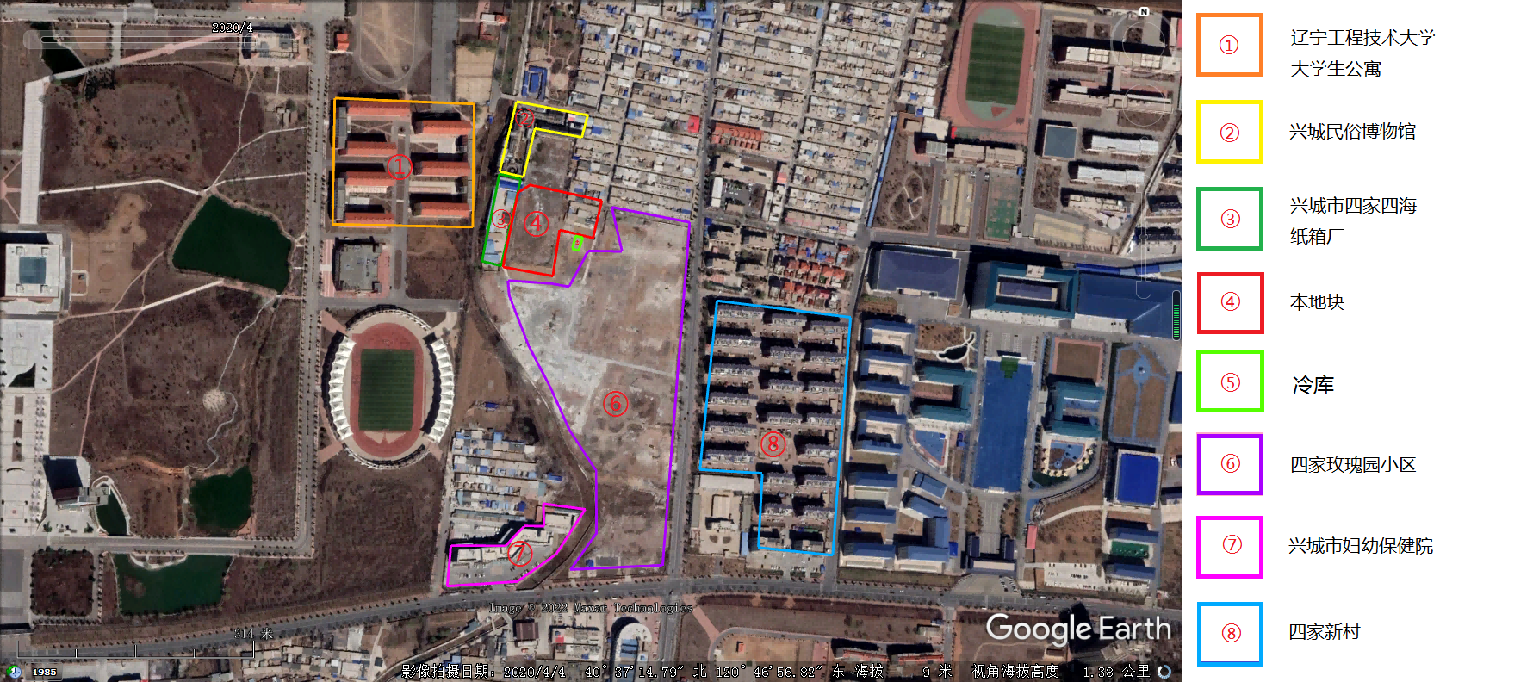 2020/4
N
①
②
③
④
⑥
⑦
⑧
Image © 2022 Maxar Technologies
Google Earth
314 米
1985
影像拍摄日期: 2020/4/4 40°37'14.79" 北 120°46'56.82" 东 海拔 9 米 视角海拔高度 1.38 公里
① 辽宁工程技术大学
大学生公寓
② 兴城民俗博物馆
③ 兴城市四家四海
纸箱厂
④ 本地块
⑤ 冷库
⑥ 四家玫瑰园小区
⑦ 兴城市妇幼保健院
⑧ 四家新村